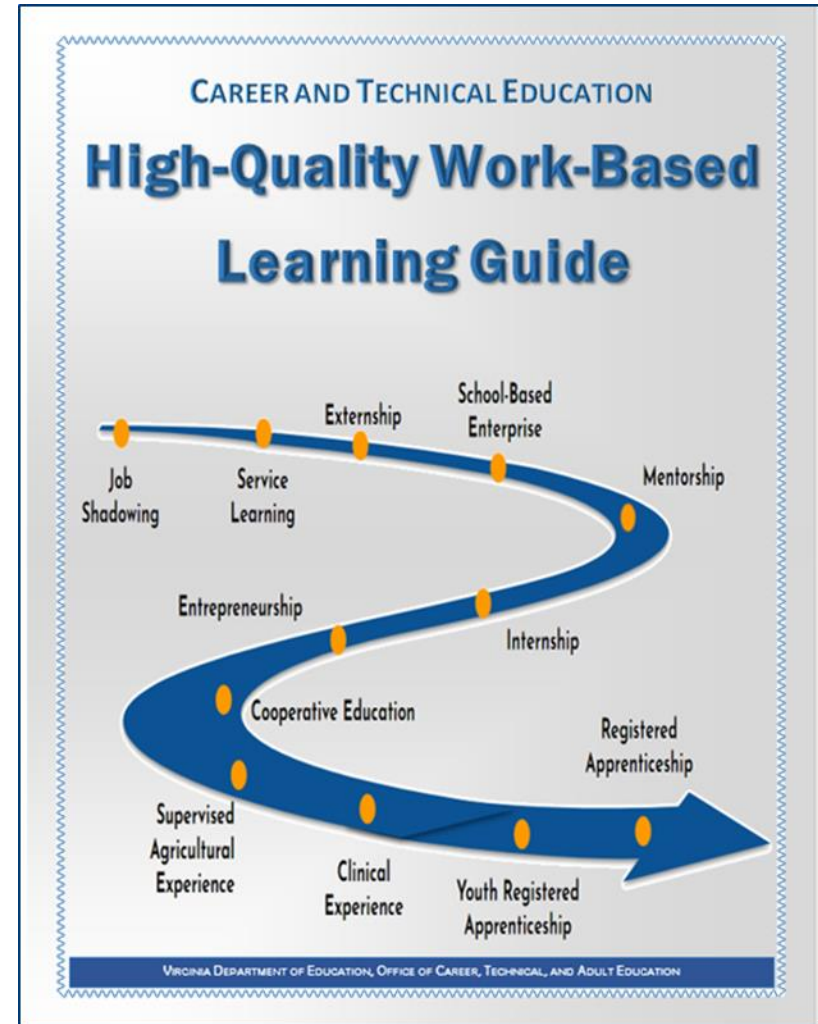 CAREER AND TECHNICAL EDUCATION
High-Quality Work-Based
Learning Guide
Job
Shadowing
Service
Learning
Externship
School-Based
Enterprise
Mentorship
Internship
Entrepreneurship
Cooperative Education
Supervised
Agricultural
Experience
Clinical
Experience
Youth Registered
Apprenticeship
Registered
Apprenticeship
VIRGINIA DEPARTMENT OF EDUCATION, OFFICE OF CAREER, TECHNICAL, AND ADULT EDUCATION